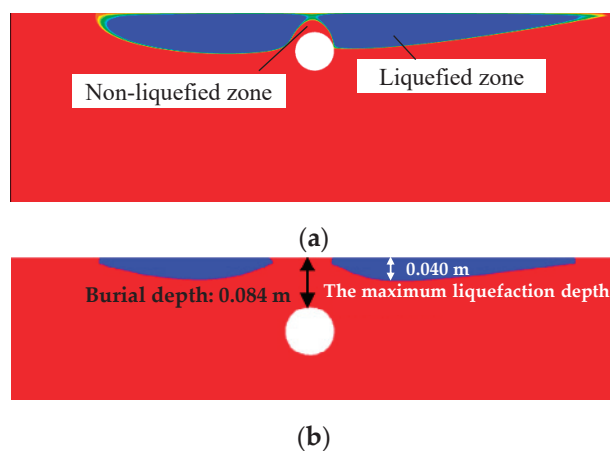 Non-liquefied zone
Liquefied zone
(a)
0.040 m
Burial depth: 0.084 m
The maximum liquefaction depth
(b)